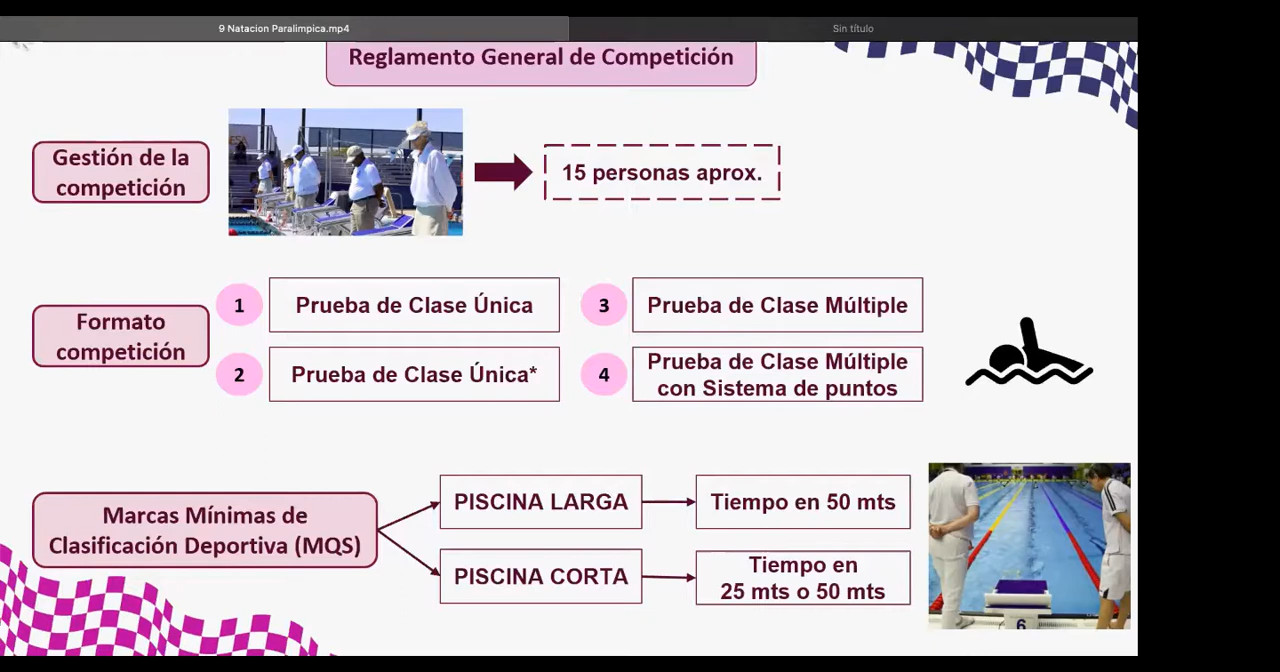 9 Natacion Paralimpica.mp4
Sin título
Reglamento General de Competición
Gestión de la
competición
15 personas aprox.
Formato
competición
1
Prueba de Clase Única
2
Prueba de Clase Única*
3
Prueba de Clase Múltiple
4
Prueba de Clase Múltiple
con Sistema de puntos
Marcas Mínimas de
Clasificación Deportiva (MQS)
PISCINA LARGA
Tiempo en 50 mts
PISCINA CORTA
Tiempo en
25 mts o 50 mts
6